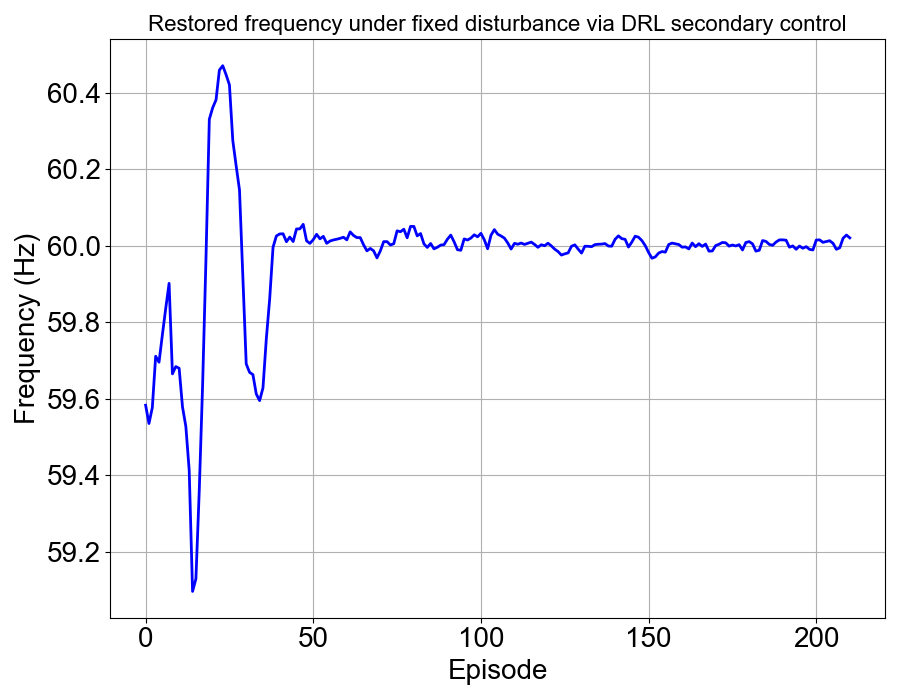 Restored frequency under fixed disturbance via DRL secondary control
60.4
60.2
60.0
59.8
59.6
59.4
59.2
Frequency (Hz)
0 50 100 150 200
Episode